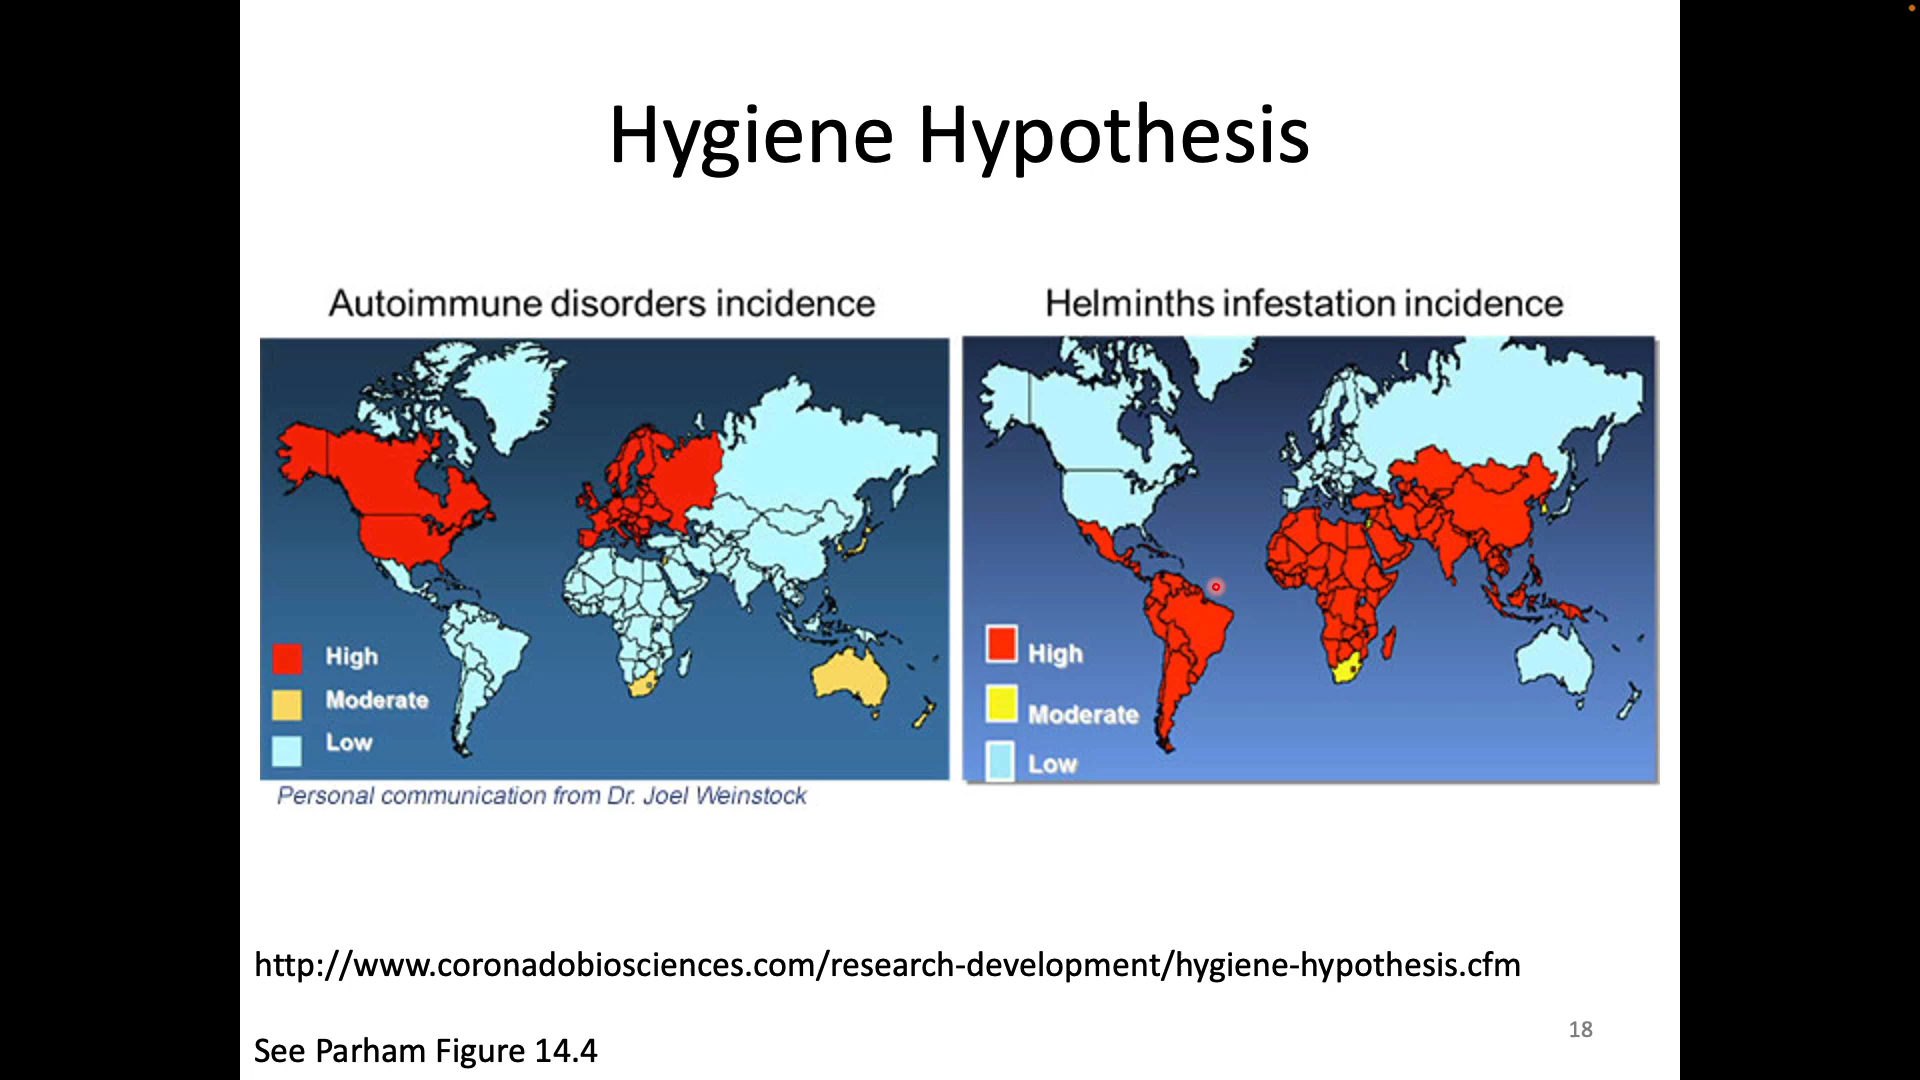 Hygiene Hypothesis
Autoimmune disorders incidence
High
Moderate
Low
Personal communication from Dr. Joel Weinstock
Helminths infestation incidence
High
Moderate
Low
http://www.coronadobiosciences.com/research-development/hygiene-hypothesis.cfm
See Parham Figure 14.4
18